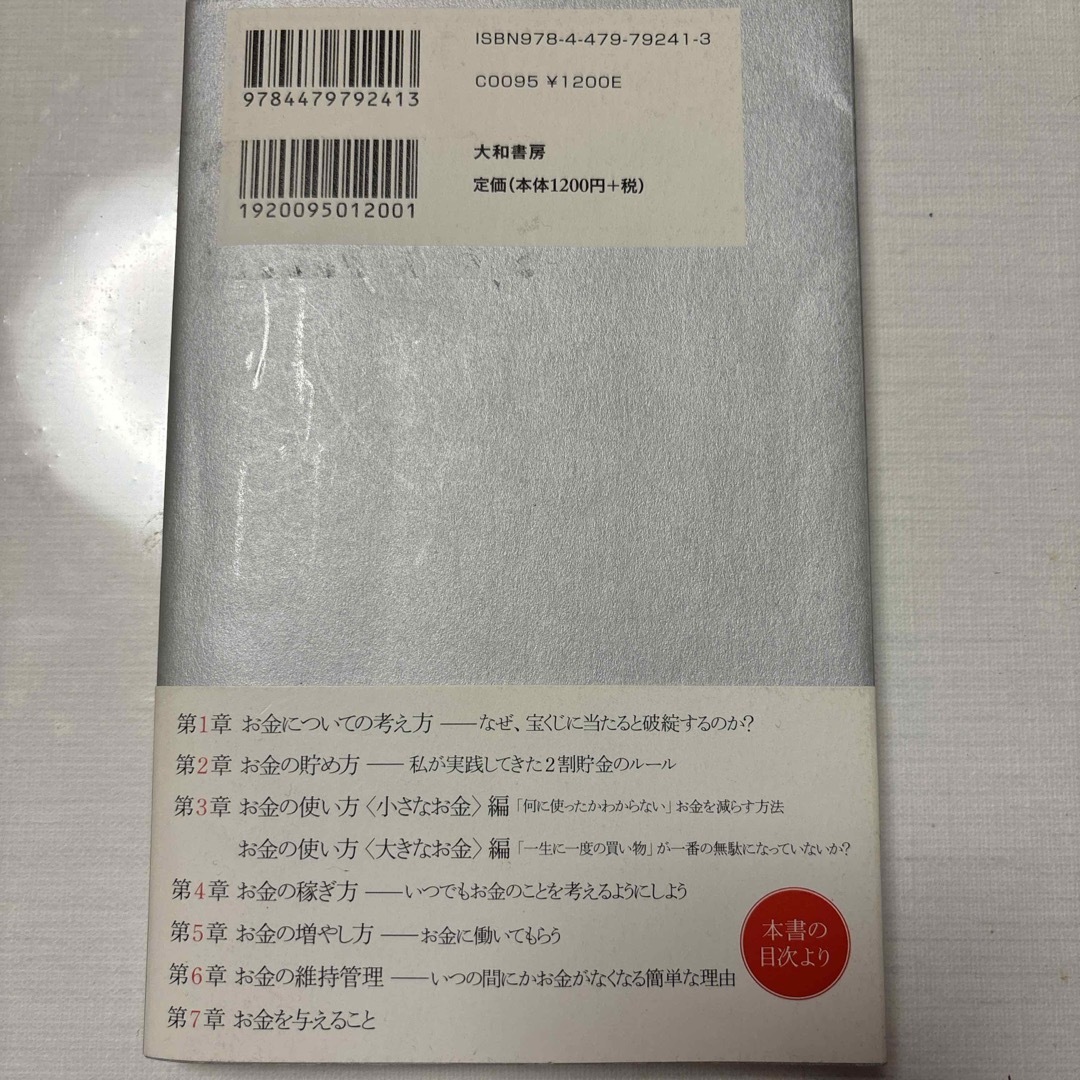 ISBN978-4-479-79241-3
C0095 ¥1200E
9784479792413
大和書房
定価(本体1200円+税)
1920095012001
第1章 お金についての考え方 ――なぜ、宝くじに当たると破綻するのか?
第2章 お金の貯め方 ―― 私が実践してきた2割貯金のルール
第3章 お金の使い方〈小さなお金〉編「何に使ったかわからない」お金を減らす方法
お金の使い方〈大きなお金〉編「一生に一度の買い物」が一番の無駄になっていないか?
第4章 お金の稼ぎ方 ――いつでもお金のことを考えるようにしよう
第5章 お金の増やし方 ――お金に働いてもらう
第6章 お金の維持管理 ――いつの間にかお金がなくなる簡単な理由
第7章 お金を与えること
本書の
目次より